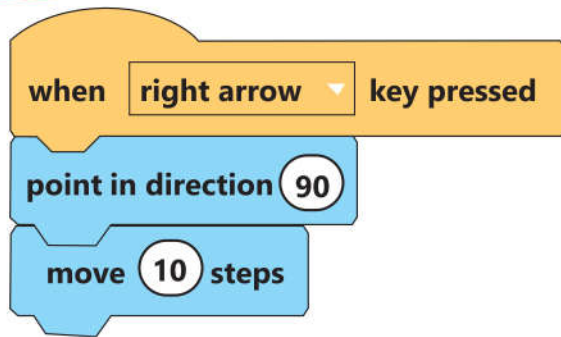 when right arrow key pressed
point in direction 90
move 10 steps